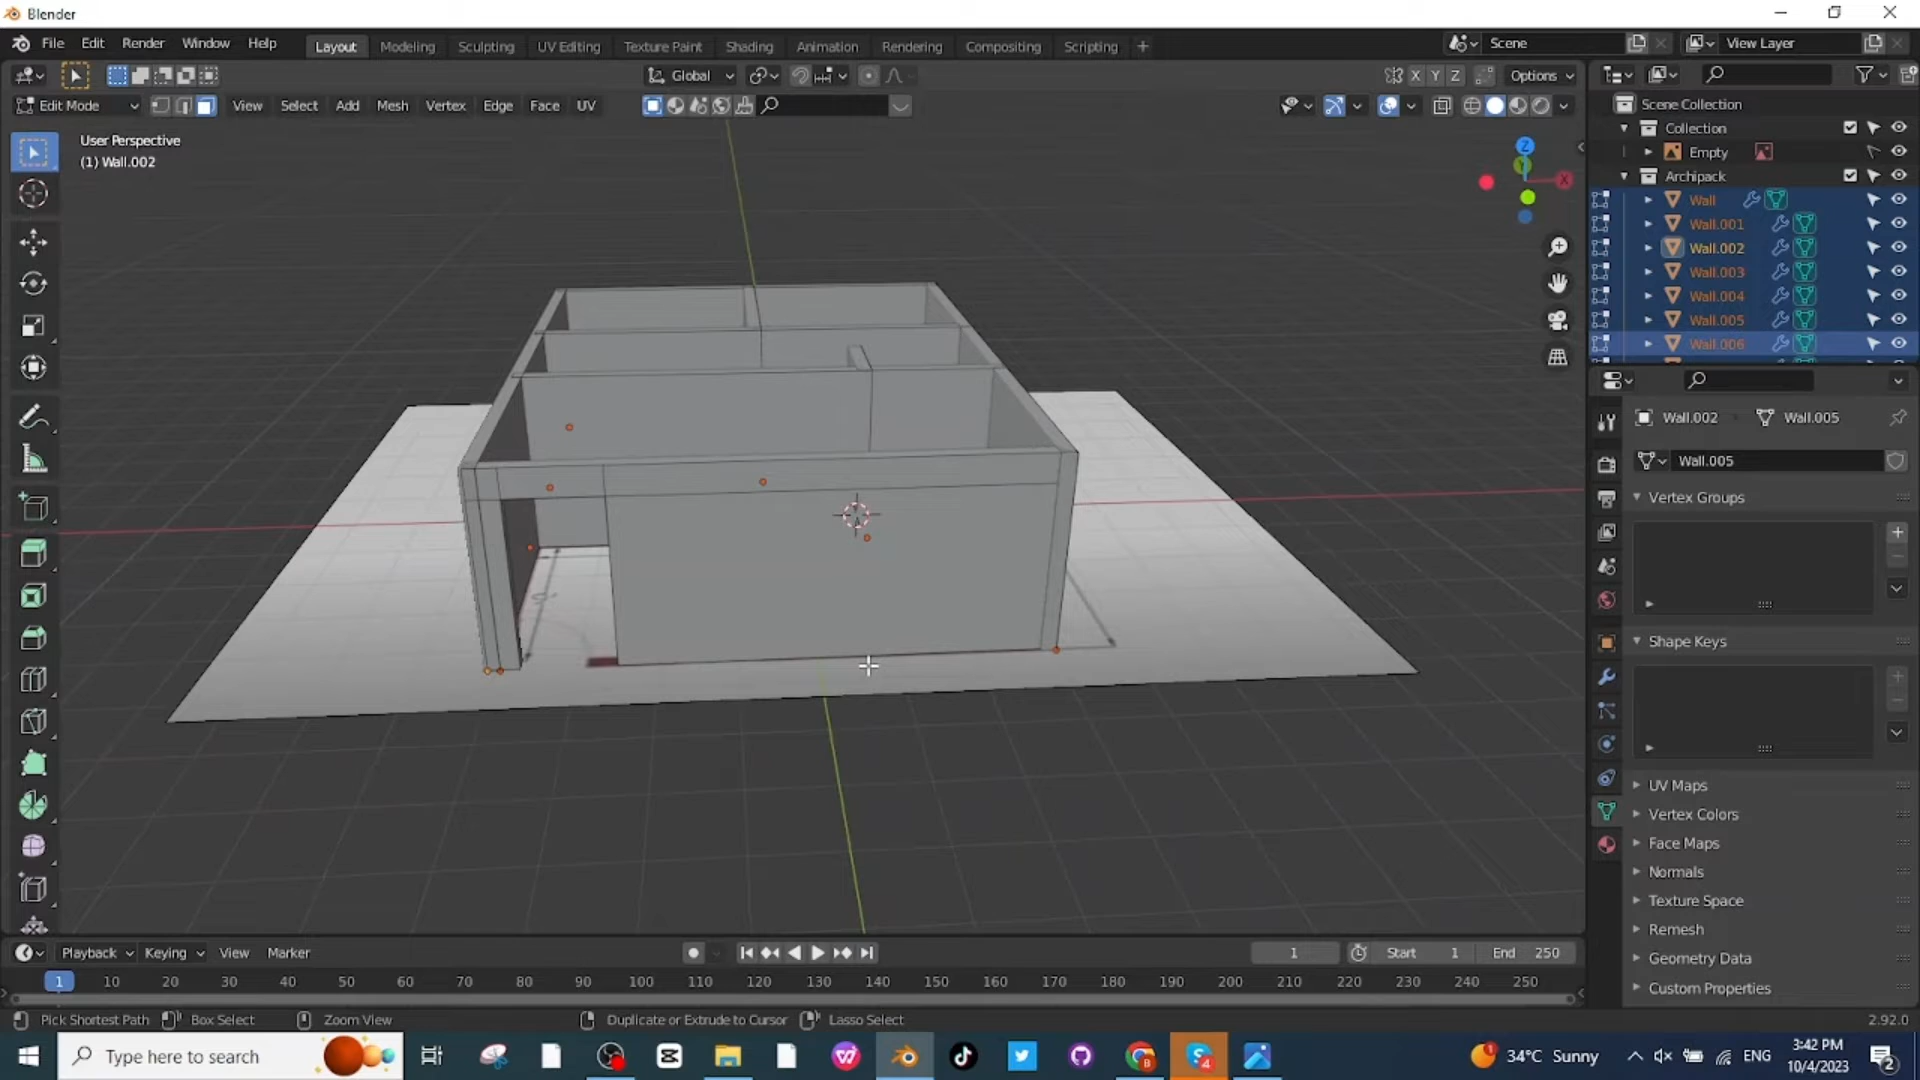 Blender
File Edit Render Window Help Layout Modeling Sculpting UV Editing Texture Paint Shading Animation Rendering Compositing Scripting + Scene View Layer
Global X Y Z Options
Edit Mode View Select Add Mesh Vertex Edge Face UV
User Perspective
(1) Wall.002
Z
Y
X
Scene Collection
Collection
Empty
Archipack
Wall
Wall.001
Wall.002
Wall.003
Wall.004
Wall.005
Wall.006
Wall.002 Wall.005
Wall.005
Vertex Groups
Shape Keys
UV Maps
Vertex Colors
Face Maps
Normals
Texture Space
Remesh
Geometry Data
Custom Properties
Playback Keying View Marker 1 Start 1 End 250
1 10 20 30 40 50 60 70 80 90 100 110 120 130 140 150 160 170 180 190 200 210 220 230 240 250
Pick Shortest Path Box Select Zoom View Duplicate or Extrude to Cursor Lasso Select 2.92.0
Type here to search 34°C Sunny ENG
3:42 PM
10/4/2023